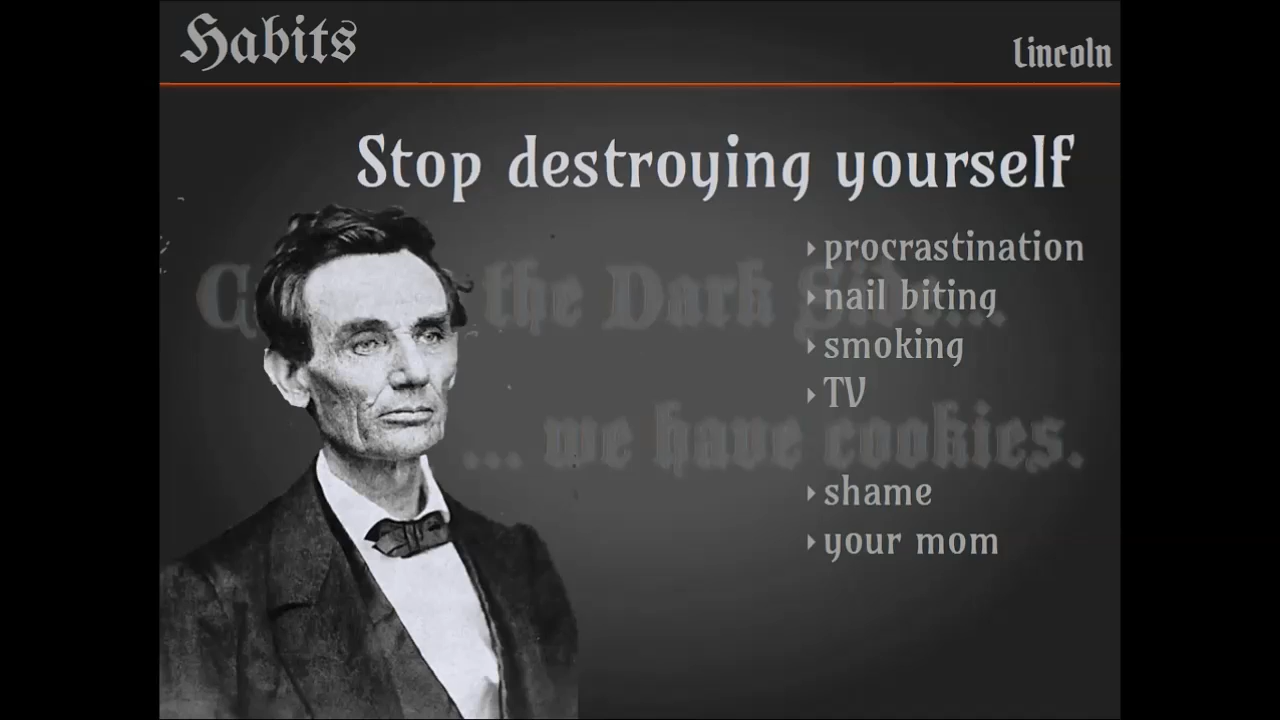 Habits
Lincoln
Stop destroying yourself
procrastination
nail biting
the Dark Side...
smoking
TV
... we have cookies.
shame
your mom